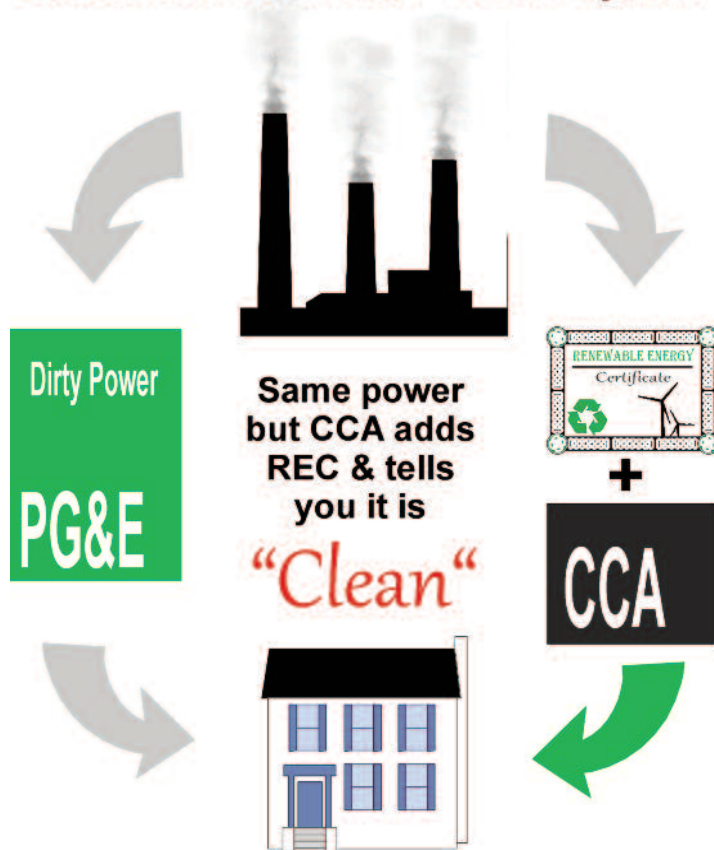 Dirty Power
PG&E
Same power
but CCA adds
REC & tells
you it is
“Clean“
RENEWABLE ENERGY
Certificate
+
CCA